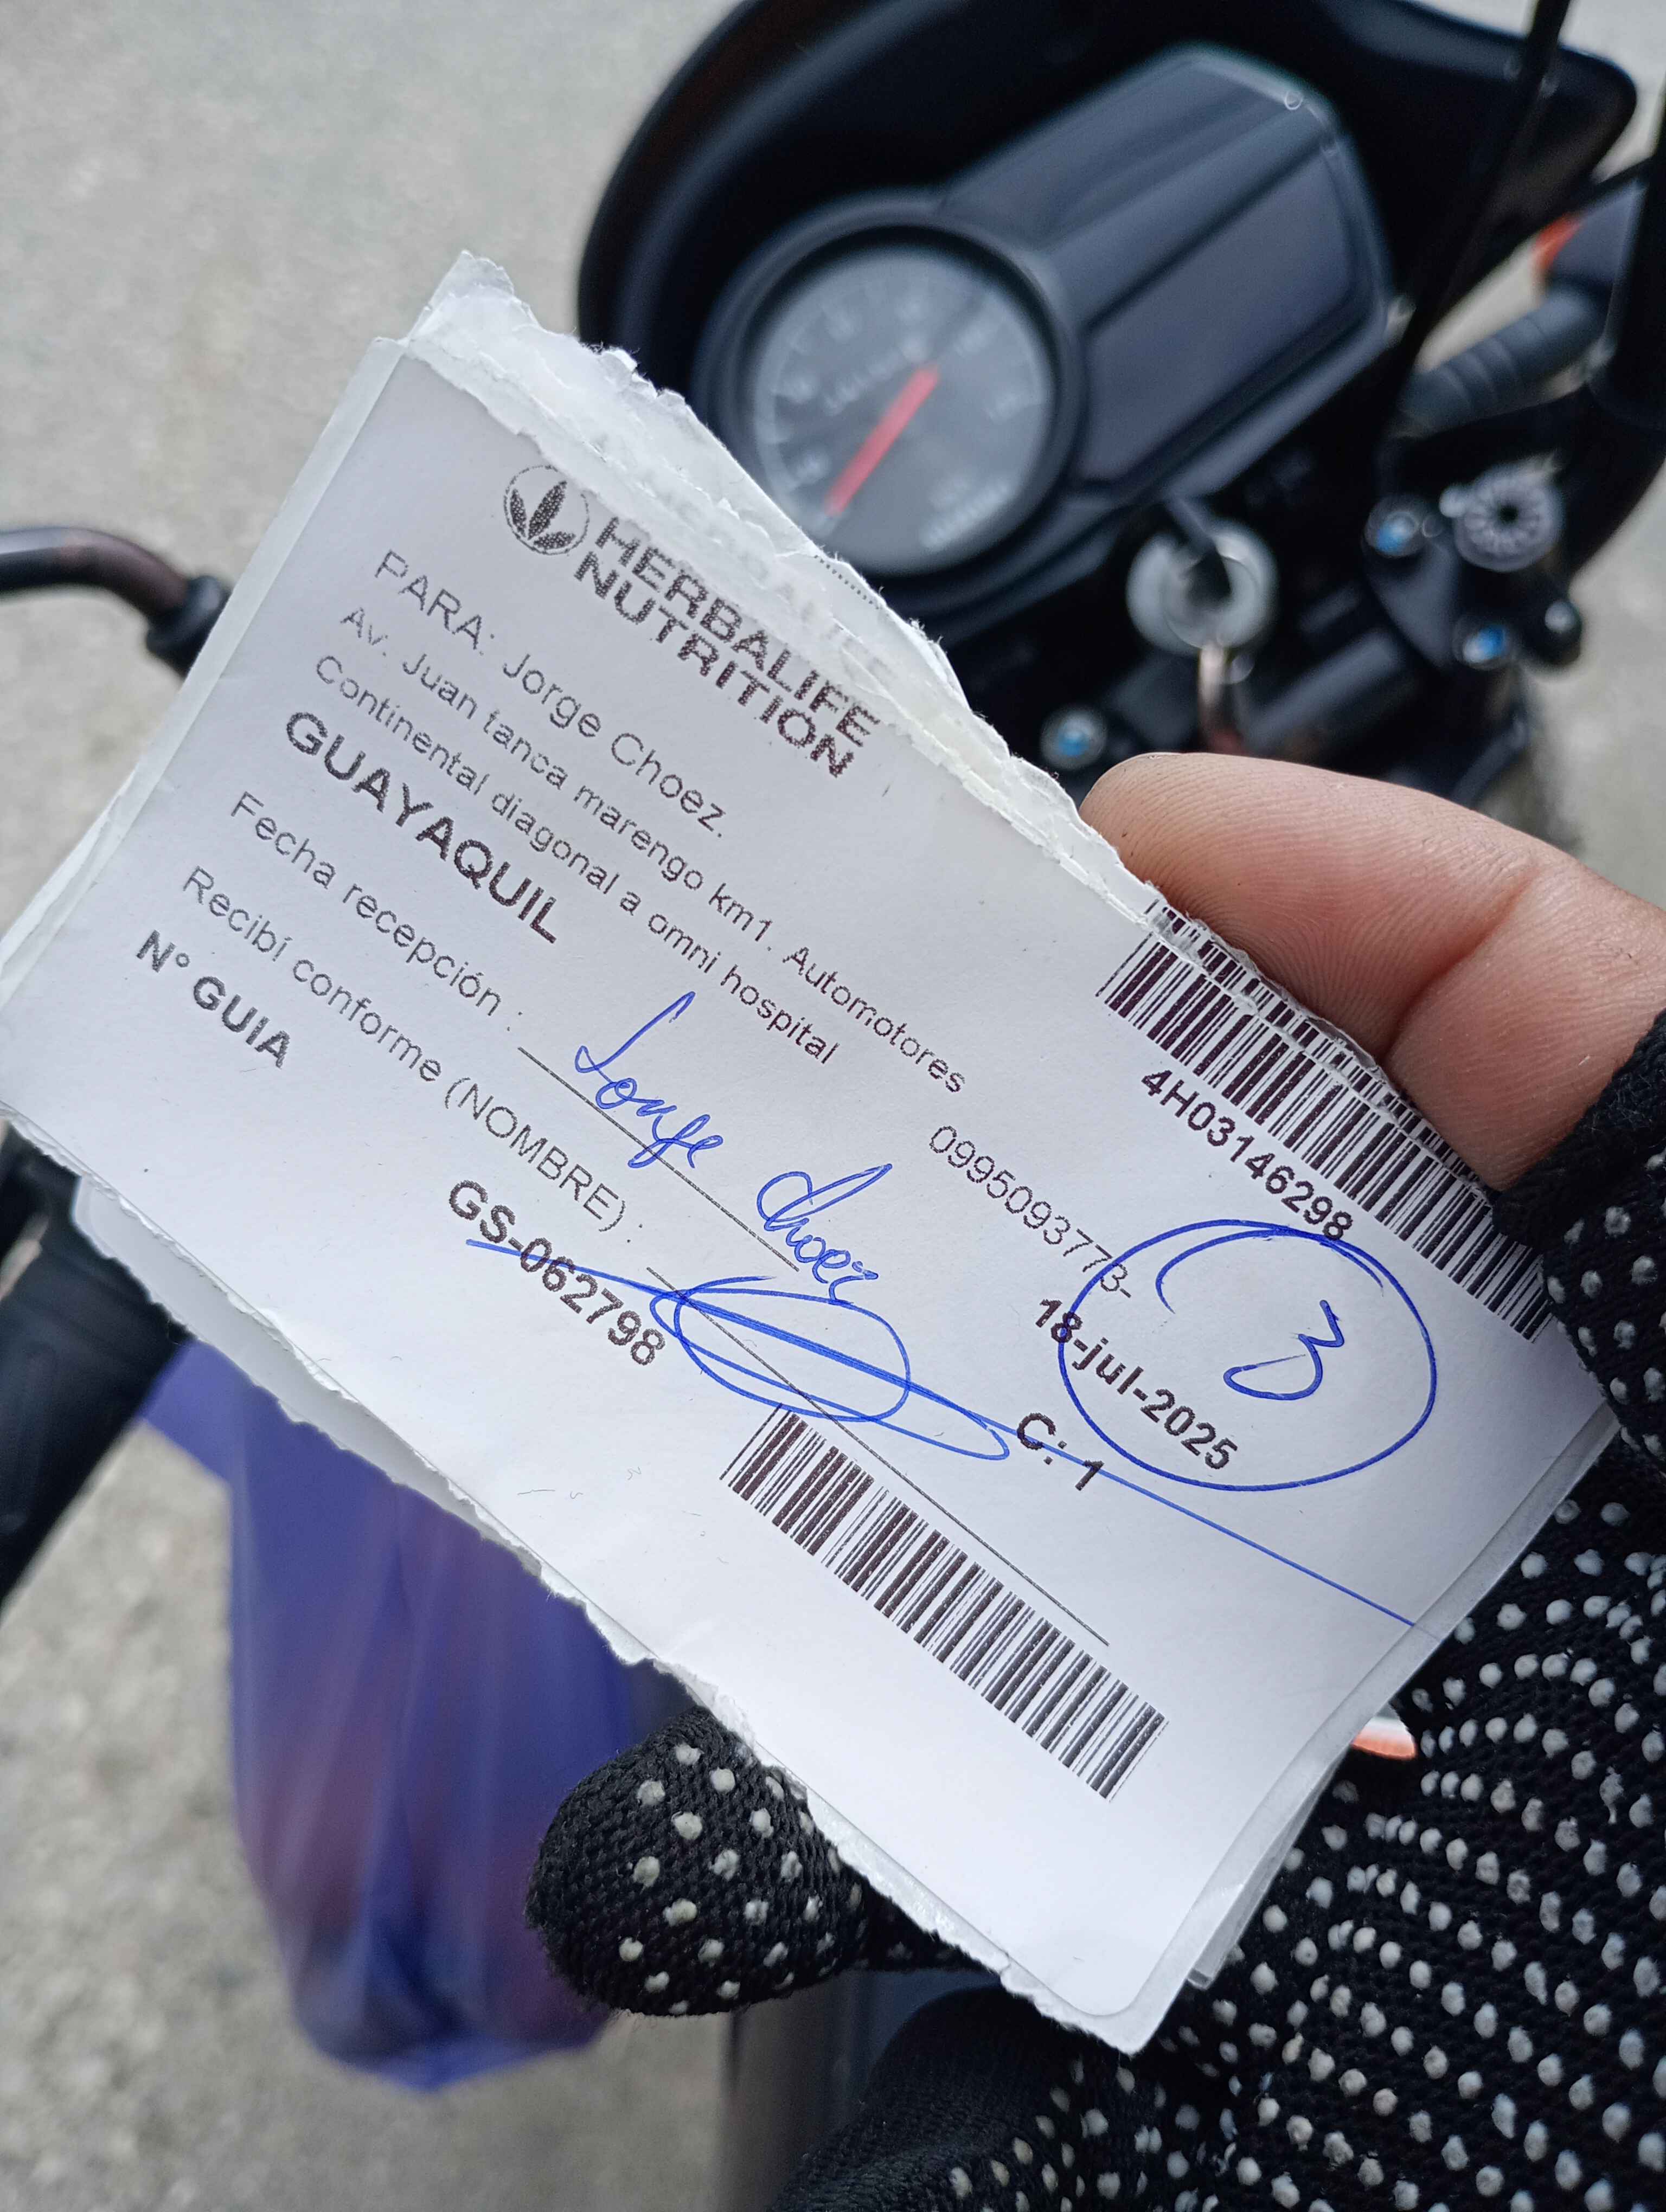 HERBALIFE
NUTRITION
4H03146298
PARA: Jorge Choez.
Av. Juan tanca marengo km1. Automotores
Continental diagonal a omni hospital
0995093773-
GUAYAQUIL
18-jul-2025
3
Fecha recepción :
Jorge Choez
Recibí conforme (NOMBRE) :
C: 1
N° GUIA
GS-062798